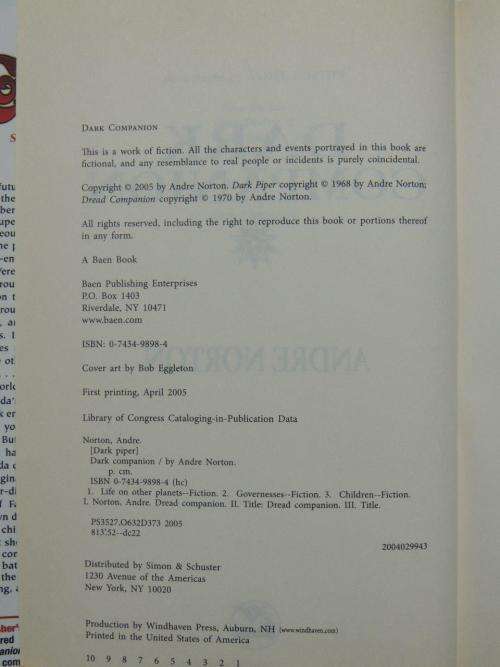 DARK COMPANION
This is a work of fiction. All the characters and events portrayed in this book are
fictional, and any resemblance to real people or incidents is purely coincidental.
Copyright © 2005 by Andre Norton. Dark Piper copyright © 1968 by Andre Norton;
Dread Companion copyright © 1970 by Andre Norton.
All rights reserved, including the right to reproduce this book or portions thereof
in any form.
A Baen Book
Baen Publishing Enterprises
P.O. Box 1403
Riverdale, NY 10471
www.baen.com
ISBN: 0-7434-9898-4
Cover art by Bob Eggleton
First printing, April 2005
Library of Congress Cataloging-in-Publication Data
Norton, Andre.
[Dark piper]
Dark companion / by Andre Norton.
p. cm.
ISBN 0-7434-9898-4 (hc)
1. Life on other planets--Fiction. 2. Governesses--Fiction. 3. Children--Fiction.
I. Norton, Andre. Dread companion. II. Title: Dread companion. III. Title.
PS3527.O632D373 2005
813'.52--dc22
2004029943
Distributed by Simon & Schuster
1230 Avenue of the Americas
New York, NY 10020
Production by Windhaven Press, Auburn, NH (www.windhaven.com)
Printed in the United States of America
10 9 8 7 6 5 4 3 2 1